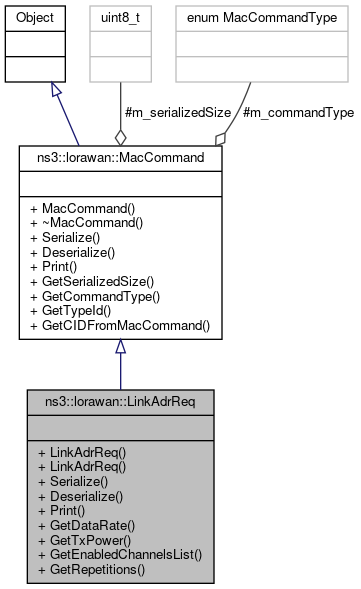 Object
uint8_t
enum MacCommandType
#m_serializedSize
#m_commandType
ns3::lorawan::MacCommand
+ MacCommand()
+ ~MacCommand()
+ Serialize()
+ Deserialize()
+ Print()
+ GetSerializedSize()
+ GetCommandType()
+ GetTypeId()
+ GetCIDFromMacCommand()
ns3::lorawan::LinkAdrReq
+ LinkAdrReq()
+ LinkAdrReq()
+ Serialize()
+ Deserialize()
+ Print()
+ GetDataRate()
+ GetTxPower()
+ GetEnabledChannelsList()
+ GetRepetitions()